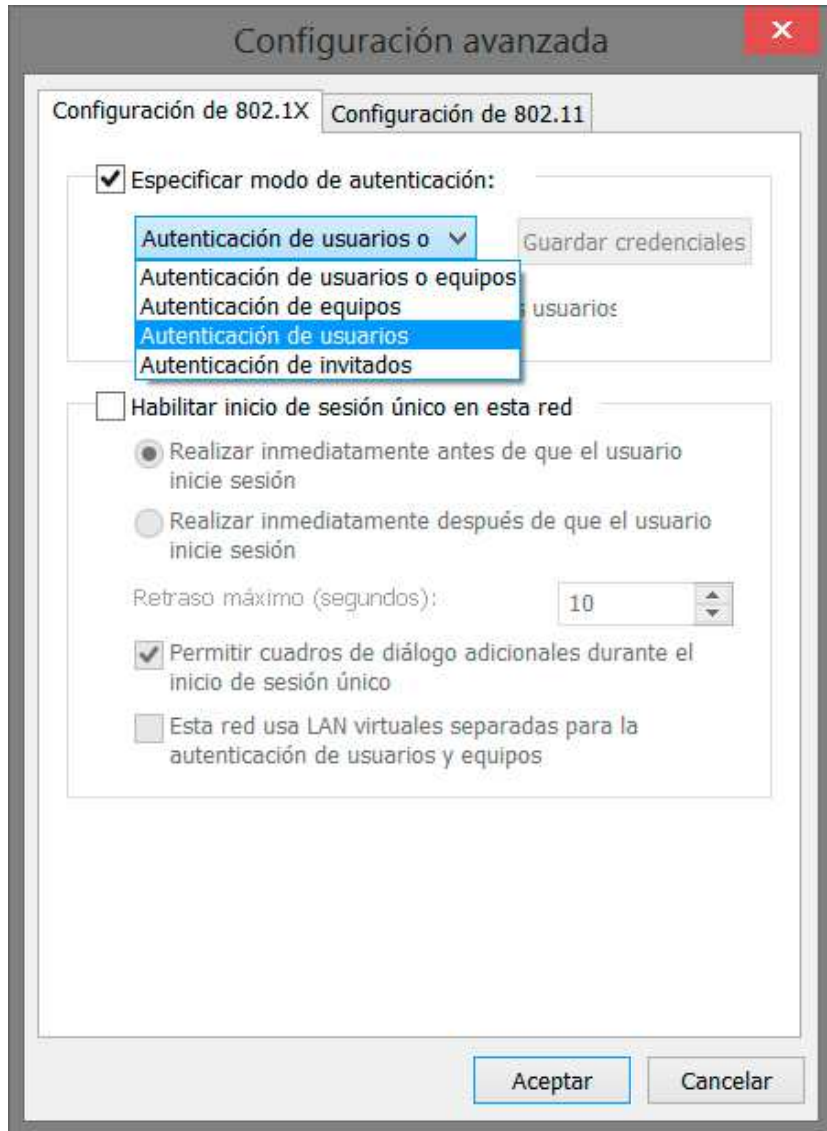 Configuración avanzada
Configuración de 802.1X
Configuración de 802.11
Especificar modo de autenticación:
Autenticación de usuarios o
Guardar credenciales
Autenticación de usuarios o equipos
Autenticación de equipos
usuarios
Autenticación de usuarios
Autenticación de invitados
Habilitar inicio de sesión único en esta red
Realizar inmediatamente antes de que el usuario
inicie sesión
Realizar inmediatamente después de que el usuario
inicie sesión
Retraso máximo (segundos):
10
Permitir cuadros de diálogo adicionales durante el
inicio de sesión único
Esta red usa LAN virtuales separadas para la
autenticación de usuarios y equipos
Aceptar
Cancelar